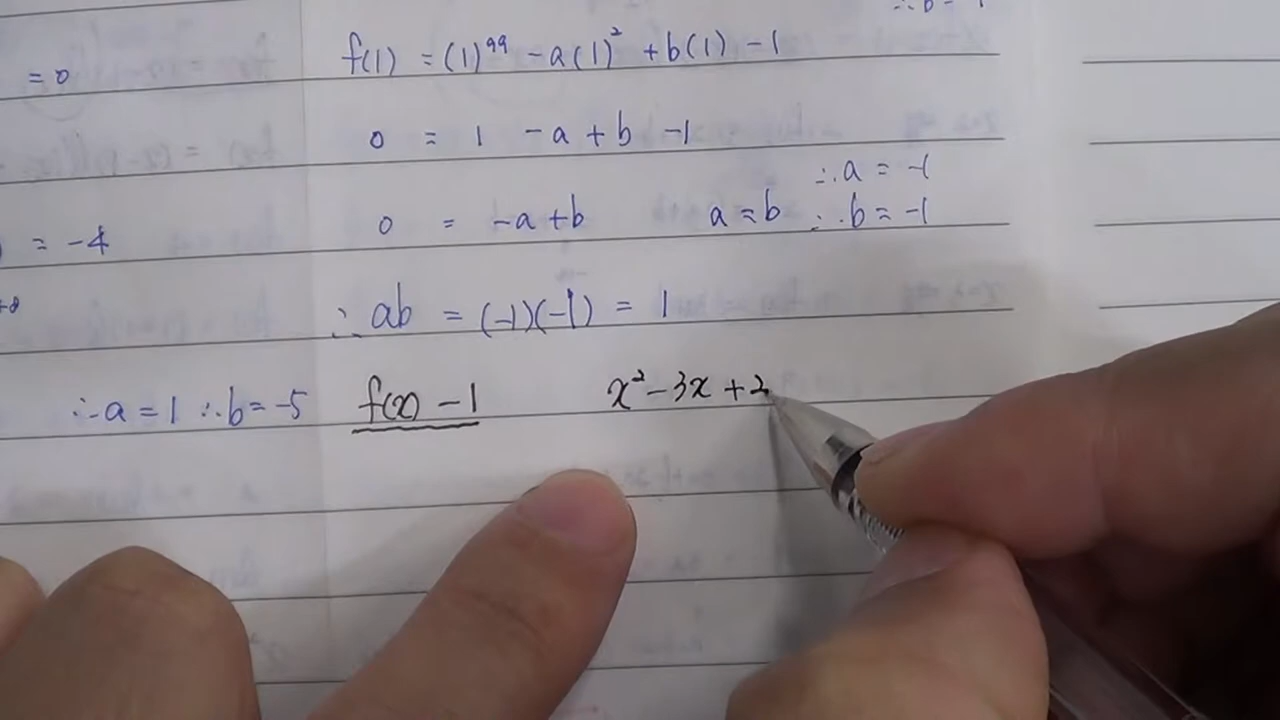 = 0
f(1) = (1)⁹⁹ - a(1)² + b(1) - 1
0 = 1 - a + b - 1
∴ a = -1
= -4
0 = -a + b a = b ∴ b = -1
∴ ab = (-1)(-1) = 1
∴ a = 1 ∴ b = -5
f(x) - 1 x² - 3x + 2